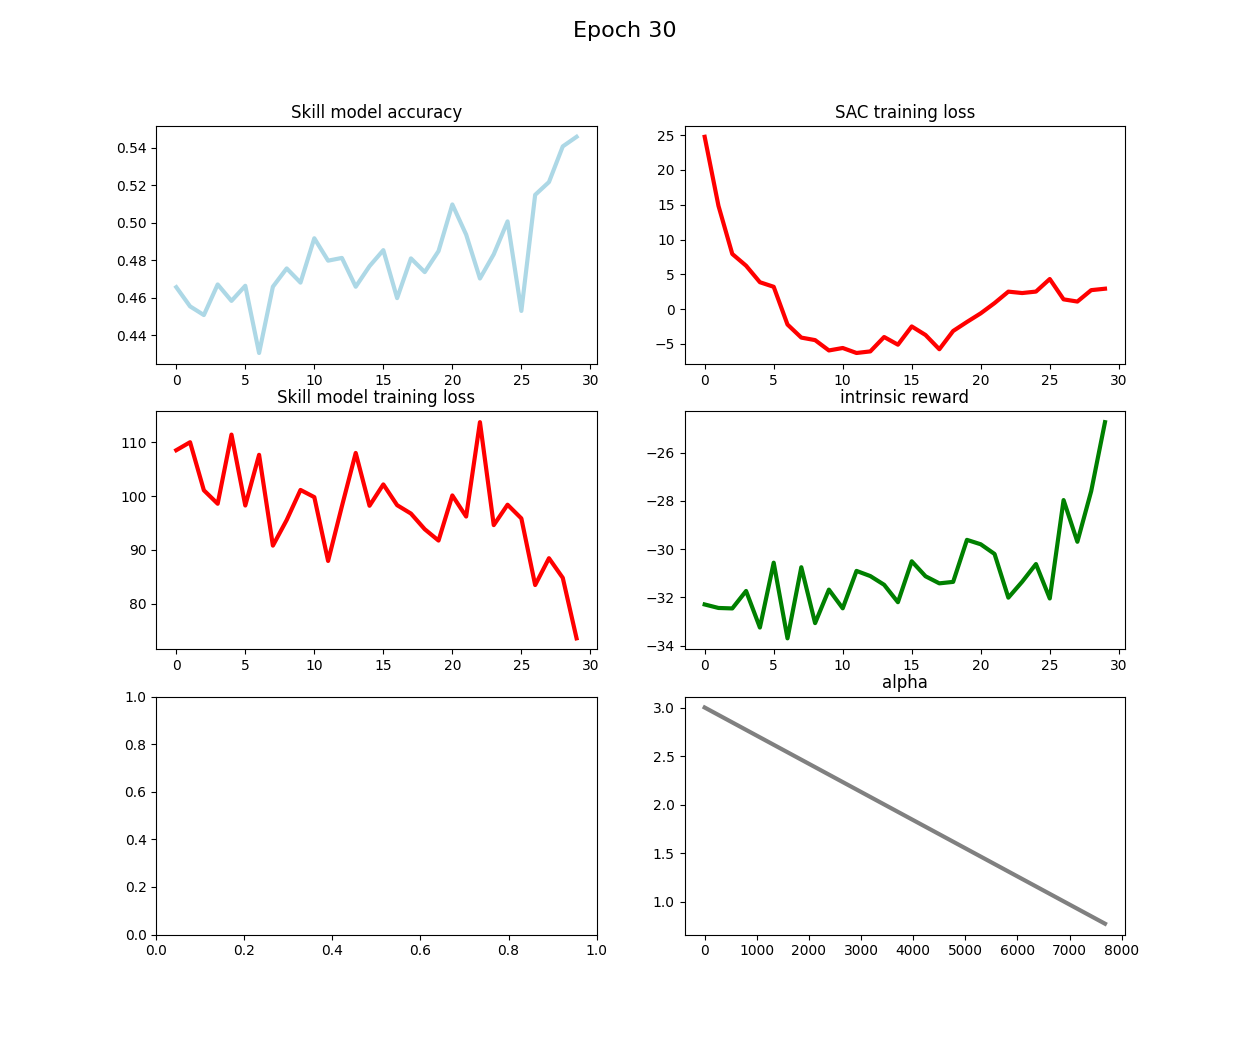 Epoch 30
Skill model accuracy
0.54
0.52
0.50
0.48
0.46
0.44
0 5 10 15 20 25 30
SAC training loss
25
20
15
10
5
0
−5
0 5 10 15 20 25 30
Skill model training loss
110
100
90
80
0 5 10 15 20 25 30
intrinsic reward
−26
−28
−30
−32
−34
0 5 10 15 20 25 30
1.0
0.8
0.6
0.4
0.2
0.0
0.0 0.2 0.4 0.6 0.8 1.0
alpha
3.0
2.5
2.0
1.5
1.0
0 1000 2000 3000 4000 5000 6000 7000 8000